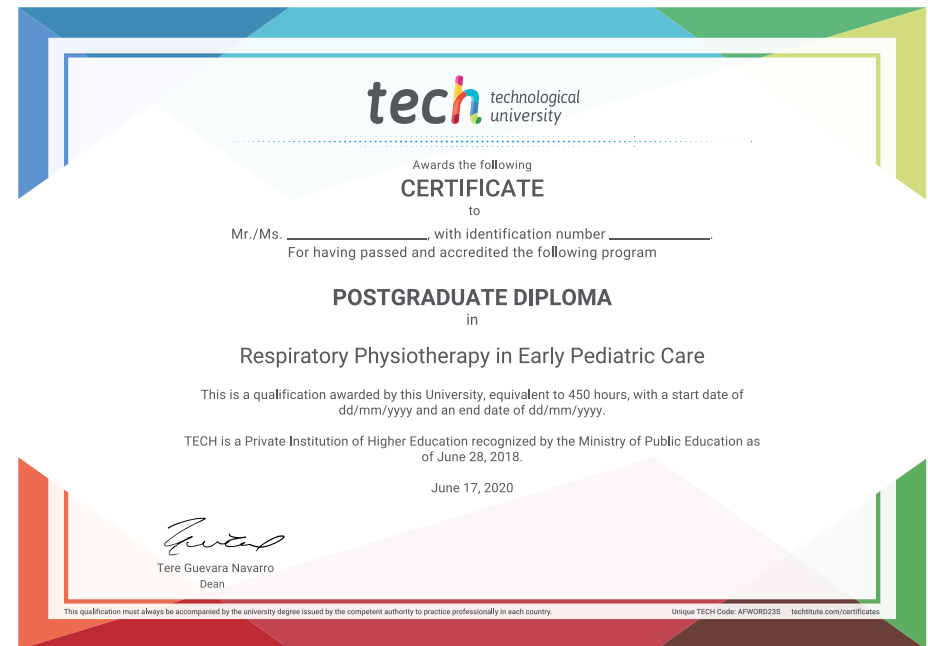 tech technological
university
Awards the following
CERTIFICATE
to
Mr./Ms. ____________________, with identification number ______________.
For having passed and accredited the following program
POSTGRADUATE DIPLOMA
in
Respiratory Physiotherapy in Early Pediatric Care
This is a qualification awarded by this University, equivalent to 450 hours, with a start date of
dd/mm/yyyy and an end date of dd/mm/yyyy.
TECH is a Private Institution of Higher Education recognized by the Ministry of Public Education as
of June 28, 2018.
June 17, 2020
Tere Guevara Navarro
Dean
This qualification must always be accompanied by the university degree issued by the competent authority to practice professionally in each country.
Unique TECH Code: AFWORD23S techtitute.com/certificates